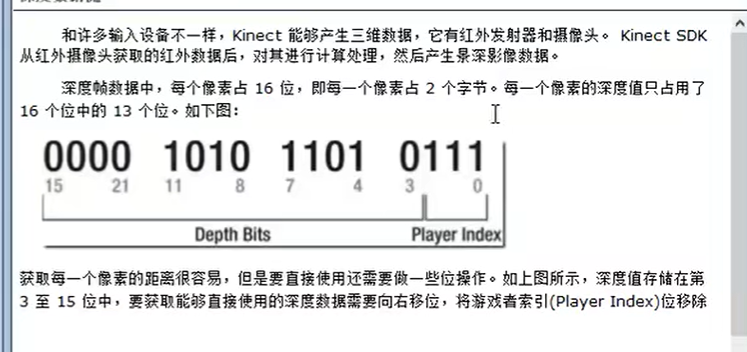 和许多输入设备不一样，Kinect 能够产生三维数据，它有红外发射器和摄像头。 Kinect SDK
从红外摄像头获取的红外数据后，对其进行计算处理，然后产生景深影像数据。
深度帧数据中，每个像素占 16 位，即每一个像素占 2 个字节。每一个像素的深度值只占用了
16 个位中的 13 个位。如下图：
0000 1010 1101 0111
15 21 11 8 7 4 3 0
Depth Bits Player Index
获取每一个像素的距离很容易，但是要直接使用还需要做一些位操作。如上图所示，深度值存储在第
3 至 15 位中，要获取能够直接使用的深度数据需要向右移位，将游戏者索引(Player Index)位移除